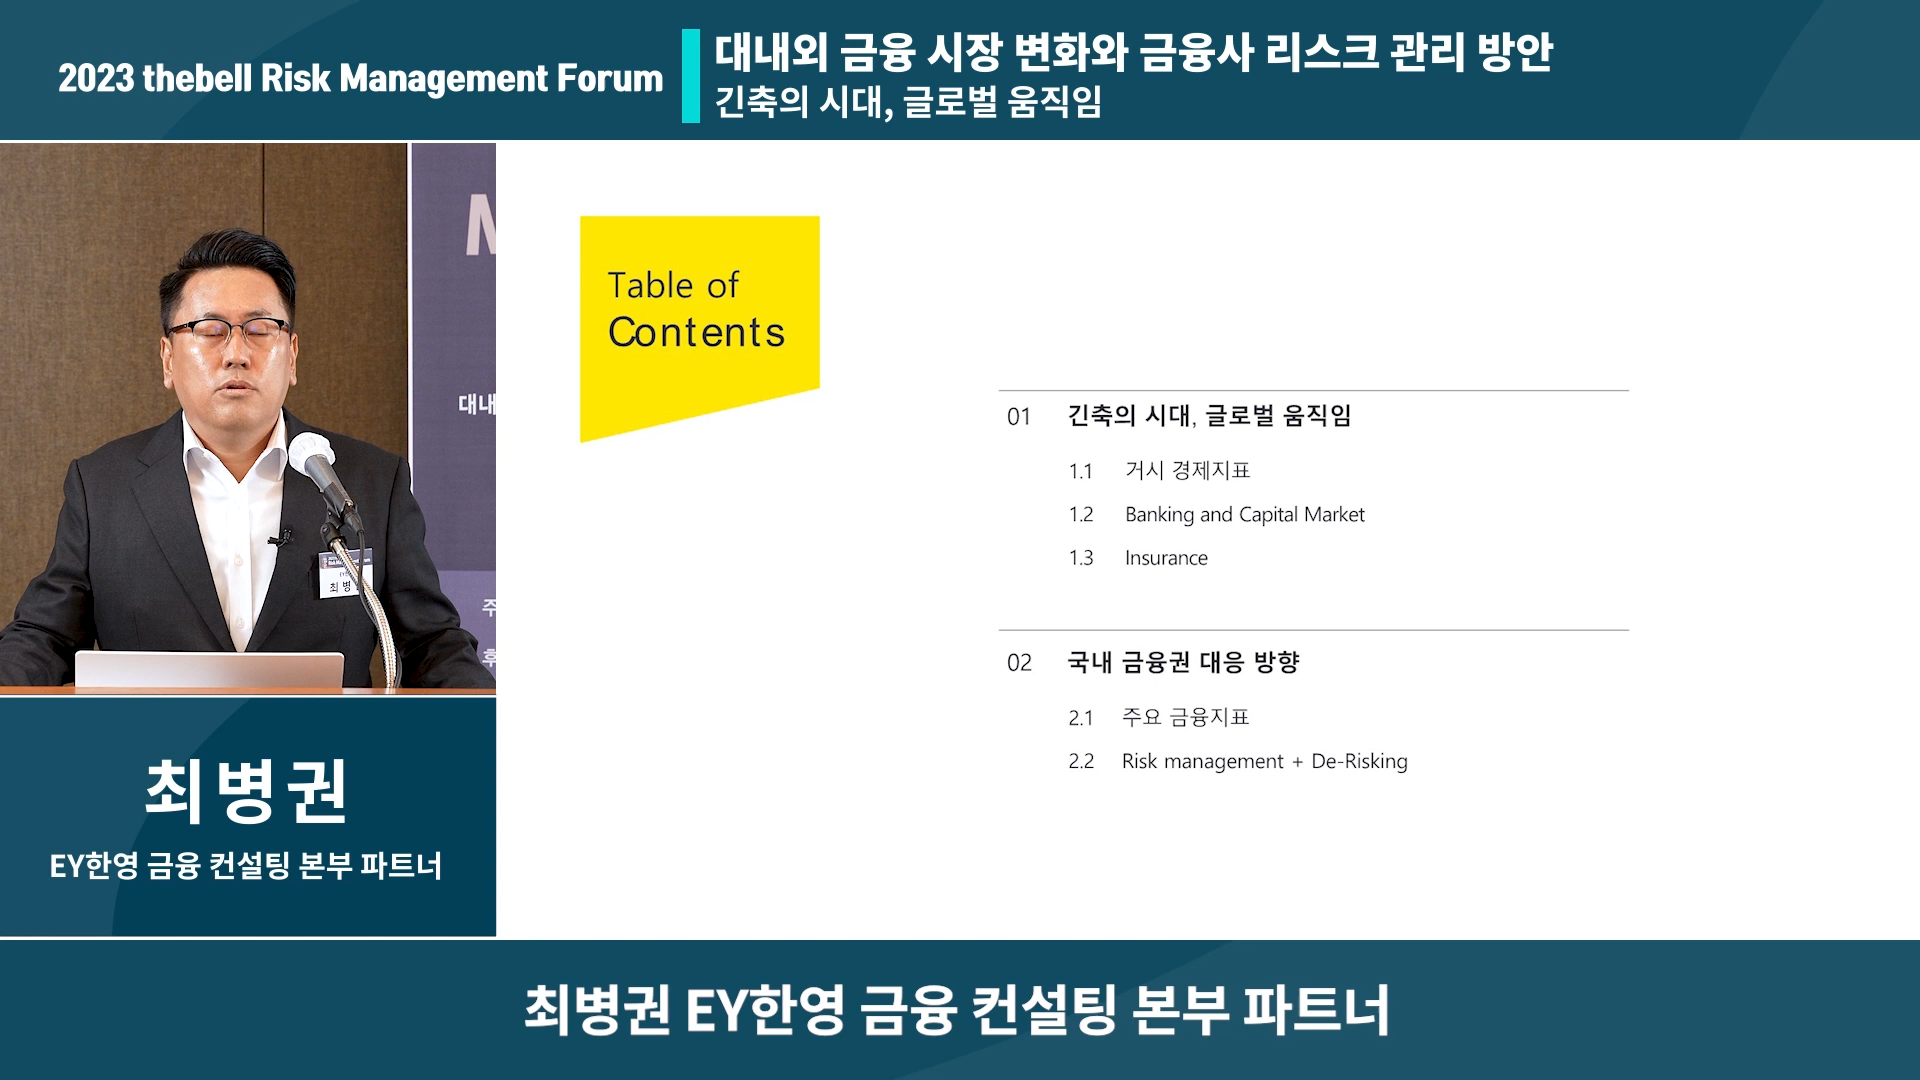 2023 thebell Risk Management Forum
대내외 금융 시장 변화와 금융사 리스크 관리 방안
긴축의 시대, 글로벌 움직임
Table of
Contents
01 긴축의 시대, 글로벌 움직임
1.1 거시 경제지표
1.2 Banking and Capital Market
1.3 Insurance
02 국내 금융권 대응 방향
2.1 주요 금융지표
2.2 Risk management + De-Risking
대내
최병
최병권
EY한영 금융 컨설팅 본부 파트너
최병권 EY한영 금융 컨설팅 본부 파트너